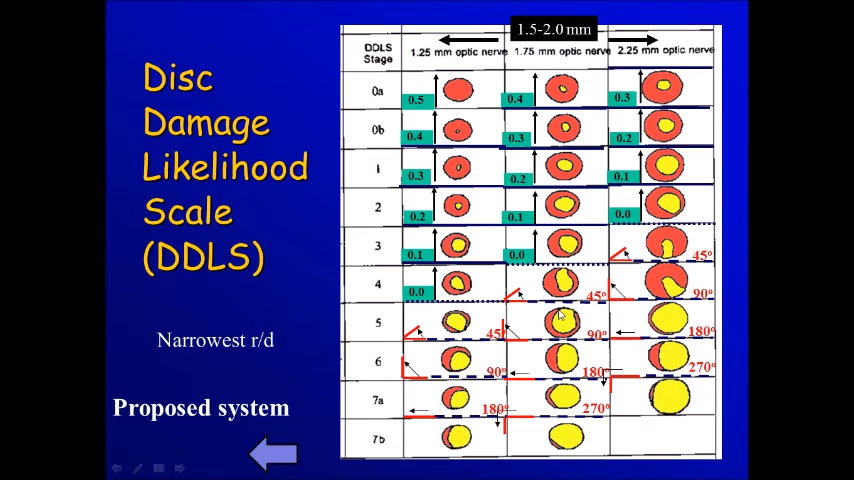 Disc
Damage
Likelihood
Scale
(DDLS)
Narrowest r/d
Proposed system
1.5-2.0 mm
DDLS
Stage
1.25 mm optic nerve 1.75 mm optic nerve 2.25 mm optic nerve
0a 0.5 0.4 0.3
0b 0.4 0.3 0.2
1 0.3 0.2 0.1
2 0.2 0.1 0.0
3 0.1 0.0 45°
4 0.0 45° 90°
5 45 90° 180°
6 90° 180° 270°
7a 180° 270°
7b